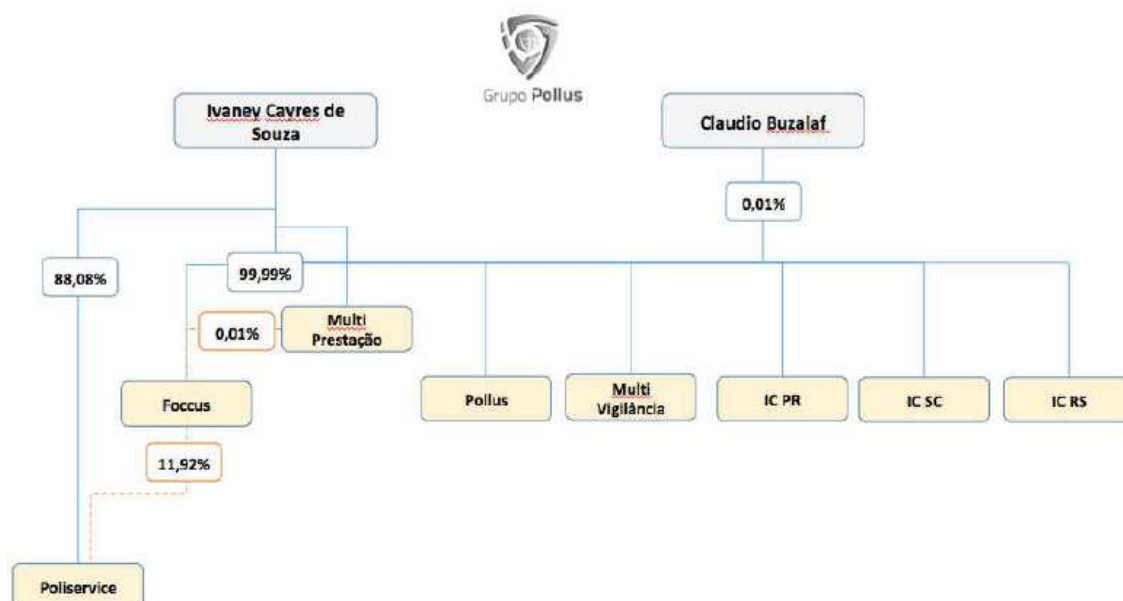 Grupo Pollus
Ivaney Cayres de
Souza
Claudio Buzalaf
0,01%
88,08%
99,99%
0,01%
Multi
Prestação
Foccus
Pollus
Multi
Vigilância
IC PR
IC SC
IC RS
11,92%
Poliservice